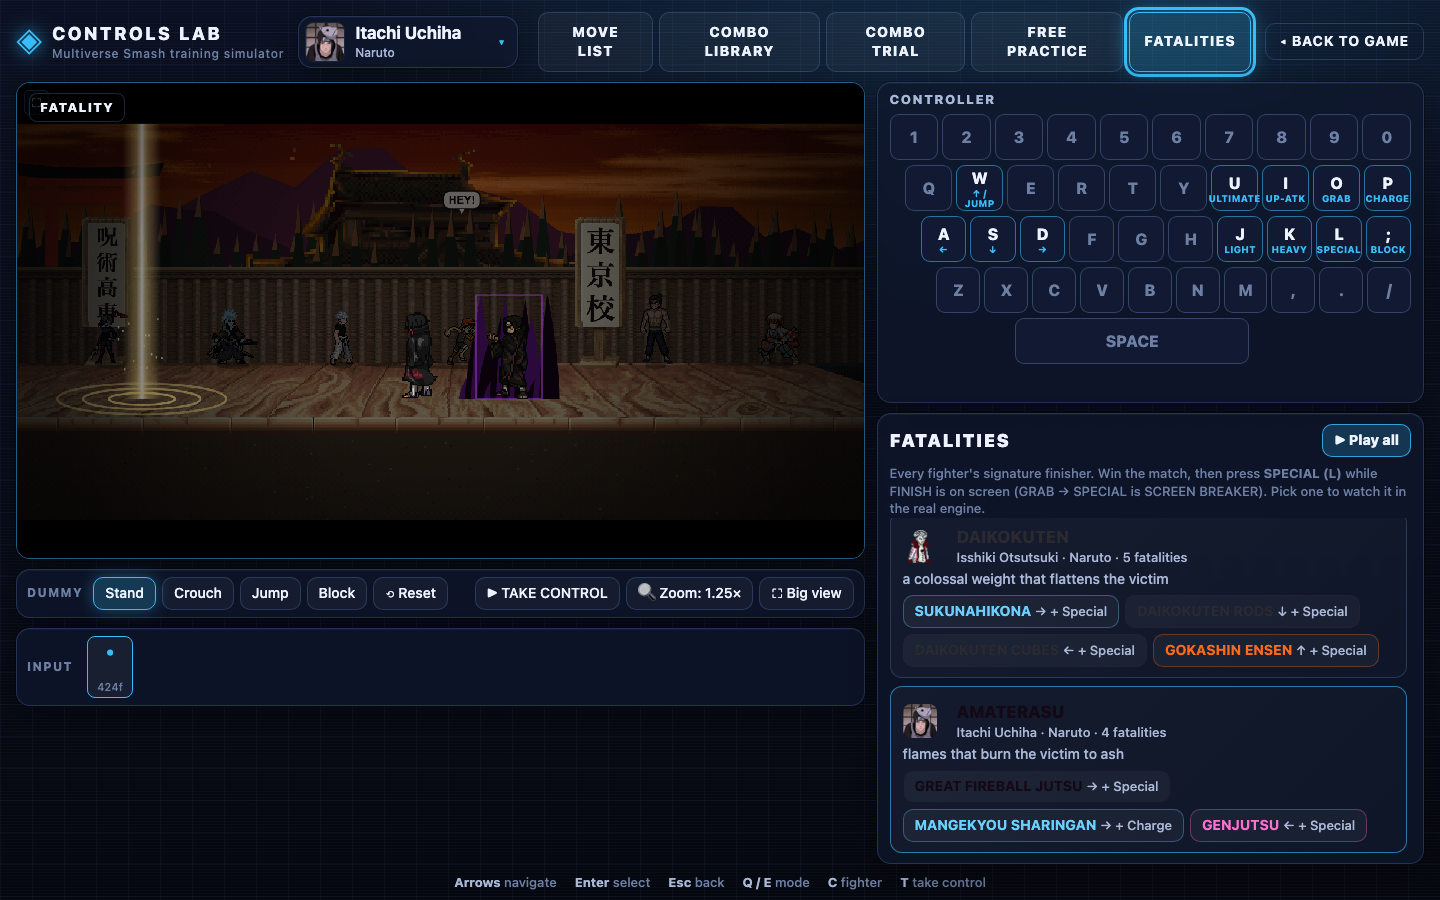 CONTROLS LAB
Multiverse Smash training simulator
Itachi Uchiha
Naruto
MOVE
LIST
COMBO
LIBRARY
COMBO
TRIAL
FREE
PRACTICE
FATALITIES
BACK TO GAME
FATALITY
HEY!
呪
術
高
東
京
校
DUMMY
Stand
Crouch
Jump
Block
Reset
TAKE CONTROL
Zoom: 1.25×
Big view
INPUT
424f
CONTROLLER
1 2 3 4 5 6 7 8 9 0
Q W E R T Y U I O P
↑ / JUMP ULTIMATE UP-ATK GRAB CHARGE
A S D F G H J K L ;
← ↓ → LIGHT HEAVY SPECIAL BLOCK
Z X C V B N M , . /
SPACE
FATALITIES
Play all
Every fighter's signature finisher. Win the match, then press SPECIAL (L) while
FINISH is on screen (GRAB → SPECIAL is SCREEN BREAKER). Pick one to watch it in
the real engine.
DAIKOKUTEN
Isshiki Otsutsuki · Naruto · 5 fatalities
a colossal weight that flattens the victim
SUKUNAHIKONA → + Special
DAIKOKUTEN RODS ↓ + Special
DAIKOKUTEN CUBES ← + Special
GOKASHIN ENSEN ↑ + Special
AMATERASU
Itachi Uchiha · Naruto · 4 fatalities
flames that burn the victim to ash
GREAT FIREBALL JUTSU → + Special
MANGEKYOU SHARINGAN → + Charge
GENJUTSU ← + Special
Arrows navigate Enter select Esc back Q / E mode C fighter T take control